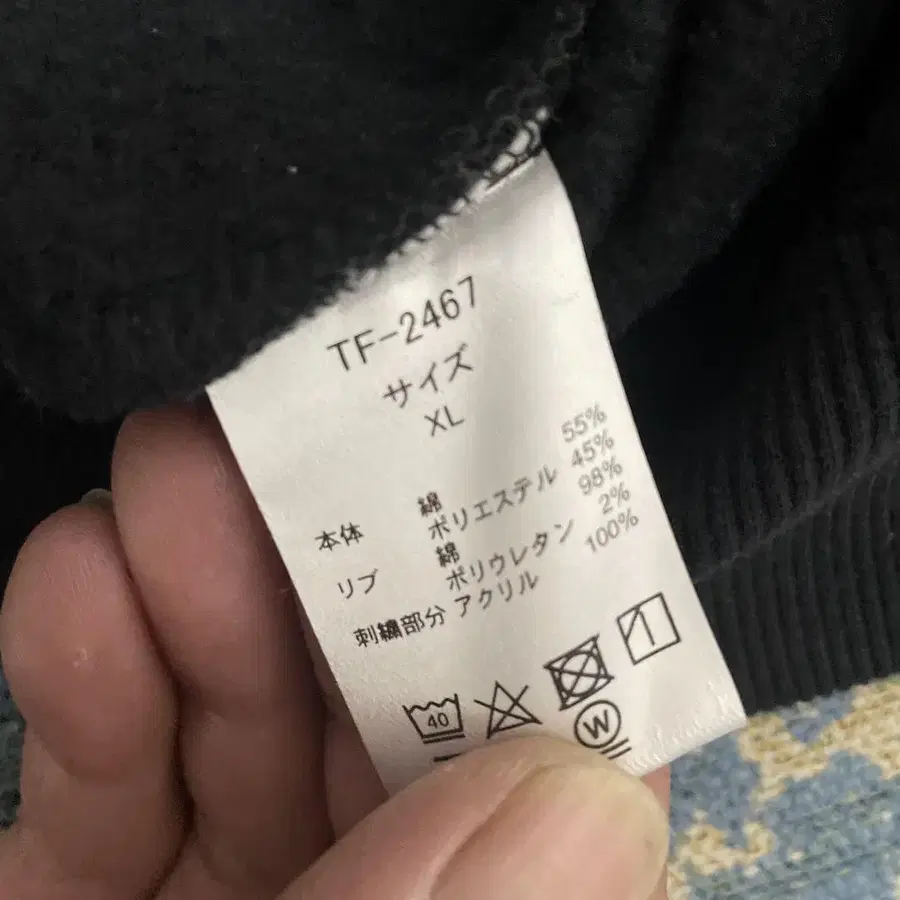 TF-2467
サイズ
XL
本体 綿 55%
ポリエステル 45%
リブ 綿 98%
ポリウレタン 2%
刺繍部分 アクリル 100%
40
W